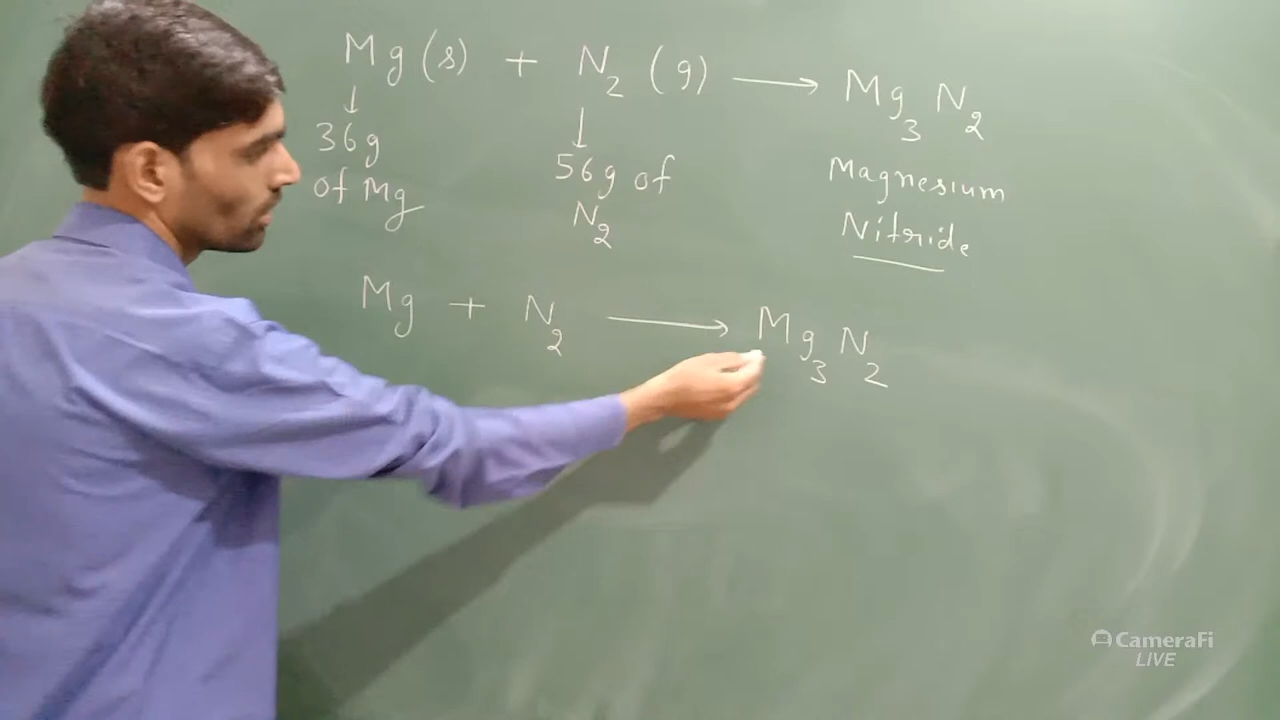 Mg(s) + N₂ (g) ⟶ Mg₃ N₂
↓ ↓
36g 56g of Magnesium
of Mg N₂ Nitride
Mg + N₂ ⟶ Mg₃ N₂
CameraFi
LIVE